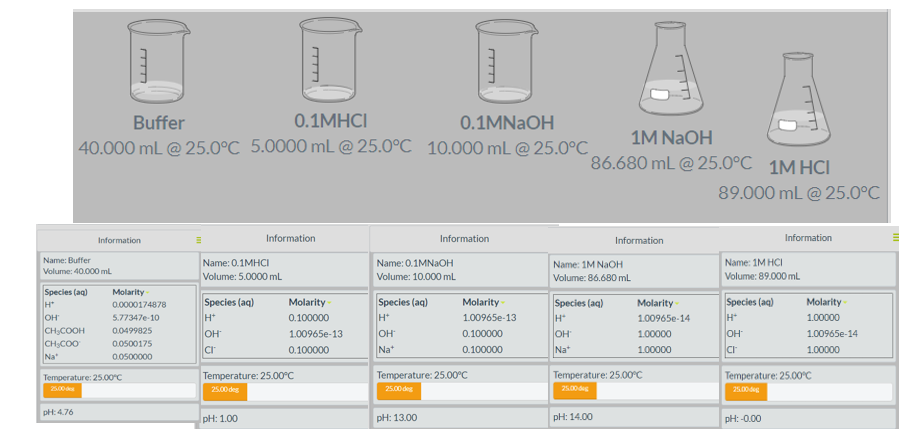 Buffer
40.000 mL @ 25.0°C
0.1MHCl
5.0000 mL @ 25.0°C
0.1MNaOH
10.000 mL @ 25.0°C
1M NaOH
86.680 mL @ 25.0°C
1M HCl
89.000 mL @ 25.0°C
Information
Name: Buffer
Volume: 40.000 mL
Species (aq) Molarity
H⁺ 0.0000174878
OH⁻ 5.77347e-10
CH₃COOH 0.0499825
CH₃COO⁻ 0.0500175
Na⁺ 0.0500000
Temperature: 25.00°C
25.00 deg
pH: 4.76
Information
Name: 0.1MHCl
Volume: 5.0000 mL
Species (aq) Molarity
H⁺ 0.100000
OH⁻ 1.00965e-13
Cl⁻ 0.100000
Temperature: 25.00°C
25.00 deg
pH: 1.00
Information
Name: 0.1MNaOH
Volume: 10.000 mL
Species (aq) Molarity
H⁺ 1.00965e-13
OH⁻ 0.100000
Na⁺ 0.100000
Temperature: 25.00°C
25.00 deg
pH: 13.00
Information
Name: 1M NaOH
Volume: 86.680 mL
Species (aq) Molarity
H⁺ 1.00965e-14
OH⁻ 1.00000
Na⁺ 1.00000
Temperature: 25.00°C
25.00 deg
pH: 14.00
Information
Name: 1M HCl
Volume: 89.000 mL
Species (aq) Molarity
H⁺ 1.00000
OH⁻ 1.00965e-14
Cl⁻ 1.00000
Temperature: 25.00°C
25.00 deg
pH: -0.00